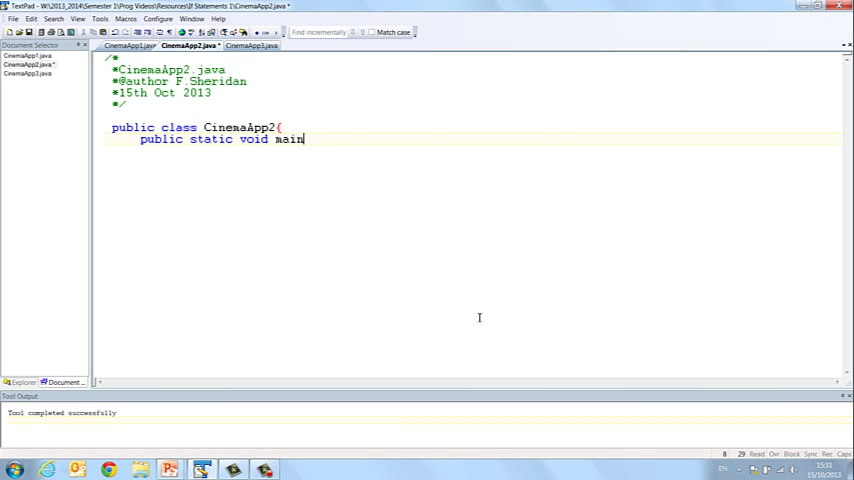 TextPad - W:\2013_2014\Semester 1\Prog Videos\Resources\If Statements 1\CinemaApp2.java *
File Edit Search View Tools Macros Configure Window Help
Find incrementally Match case
Document Selector
CinemaApp1.java CinemaApp2.java * CinemaApp3.java
CinemaApp1.java
CinemaApp2.java *
CinemaApp3.java
/*
*CinemaApp2.java
*@author F.Sheridan
*15th Oct 2013
*/
public class CinemaApp2{
public static void main
Explorer Document ...
Tool Output
Tool completed successfully
8 29 Read Ovr Block Sync Rec Caps
EN 15:31
15/10/2013